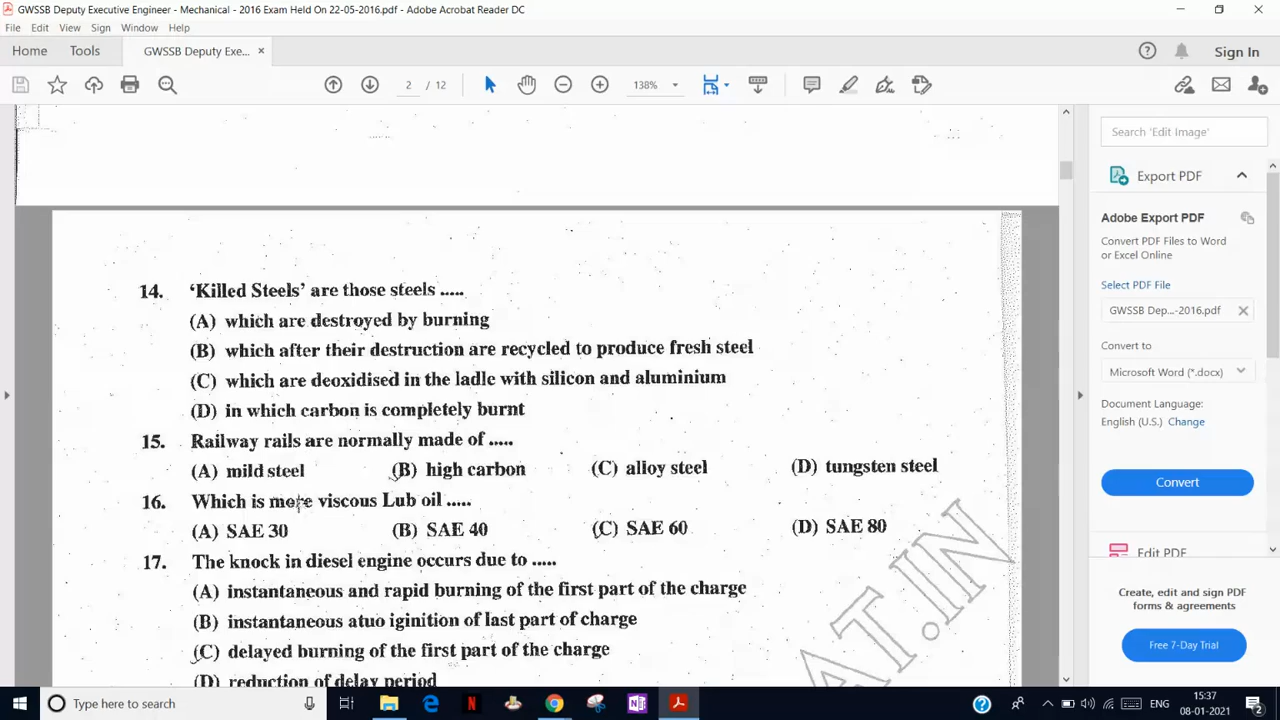 GWSSB Deputy Executive Engineer - Mechanical - 2016 Exam Held On 22-05-2016.pdf - Adobe Acrobat Reader DC
File Edit View Sign Window Help
Home Tools GWSSB Deputy Exe... × Sign In
2 / 12 138%
14. ‘Killed Steels’ are those steels .....
(A) which are destroyed by burning
(B) which after their destruction are recycled to produce fresh steel
(C) which are deoxidised in the ladle with silicon and aluminium
(D) in which carbon is completely burnt
15. Railway rails are normally made of .....
(A) mild steel (B) high carbon (C) alloy steel (D) tungsten steel
16. Which is more viscous Lub oil .....
(A) SAE 30 (B) SAE 40 (C) SAE 60 (D) SAE 80
17. The knock in diesel engine occurs due to .....
(A) instantaneous and rapid burning of the first part of the charge
(B) instantaneous atuo iginition of last part of charge
(C) delayed burning of the first part of the charge
(D) reduction of delay period
AT.IN
Search 'Edit Image'
Export PDF
Adobe Export PDF
Convert PDF Files to Word
or Excel Online
Select PDF File
GWSSB Dep...-2016.pdf
Convert to
Microsoft Word (*.docx)
Document Language:
English (U.S.) Change
Convert
Edit PDF
Create, edit and sign PDF
forms & agreements
Free 7-Day Trial
Type here to search
ENG
15:37
08-01-2021
2